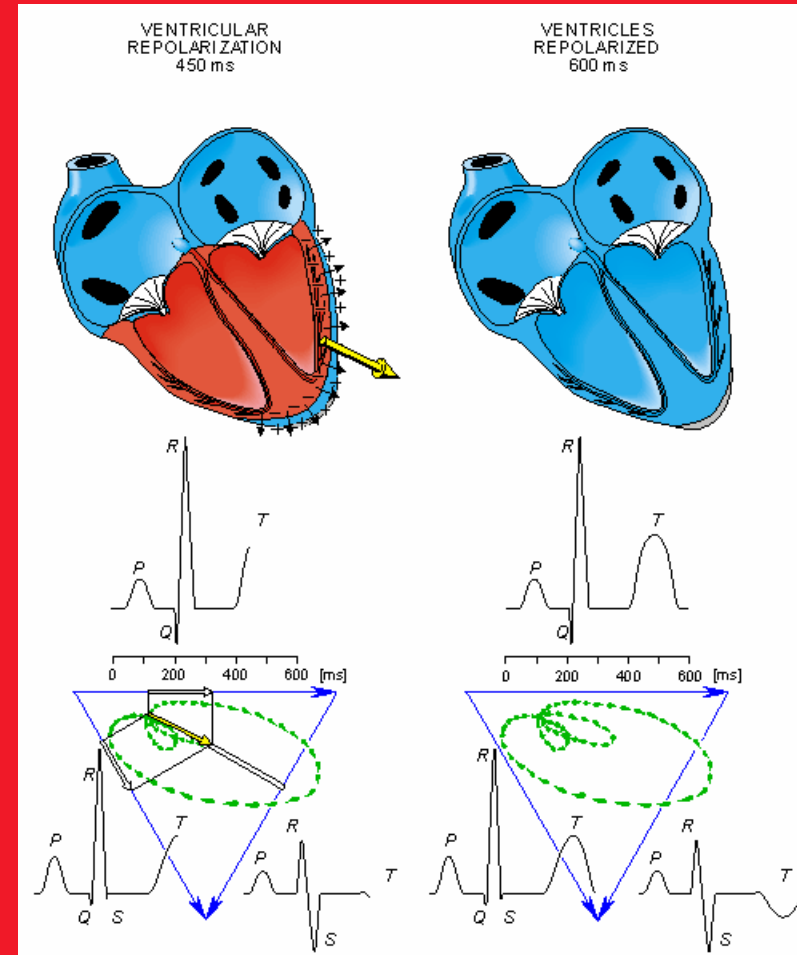 VENTRICULAR
REPOLARIZATION
450 ms
VENTRICLES
REPOLARIZED
600 ms
R
T
P
Q
R
T
P
Q
0 200 400 600 [ms]
0 200 400 600 [ms]
R
P
T
Q S
R
P
T
S
R
P
T
Q S
R
P
T
S